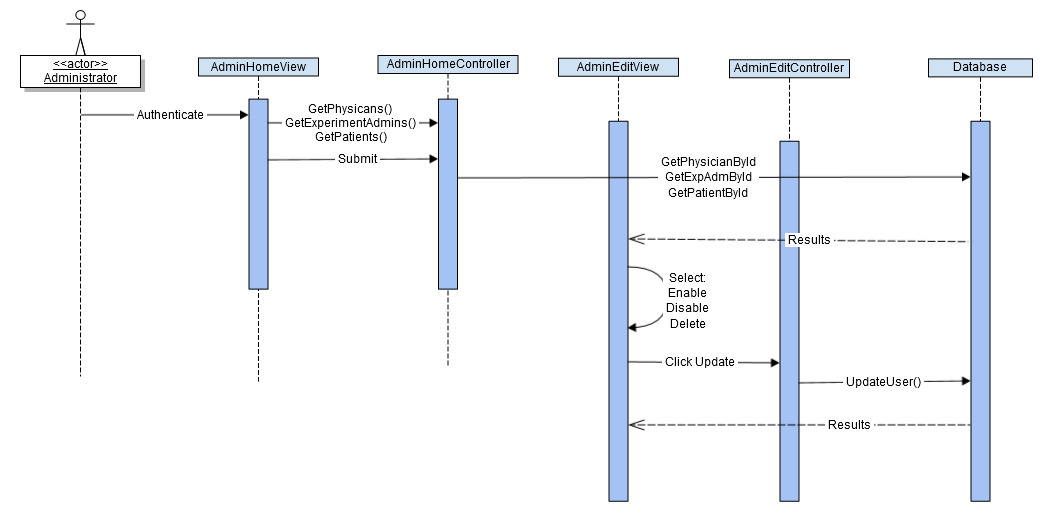 <<actor>>
Administrator
AdminHomeView
AdminHomeController
AdminEditView
AdminEditController
Database
Authenticate
GetPhysicans()
GetExperimentAdmins()
GetPatients()
Submit
GetPhysicianById
GetExpAdmById
GetPatientById
Results
Select:
Enable
Disable
Delete
Click Update
UpdateUser()
Results